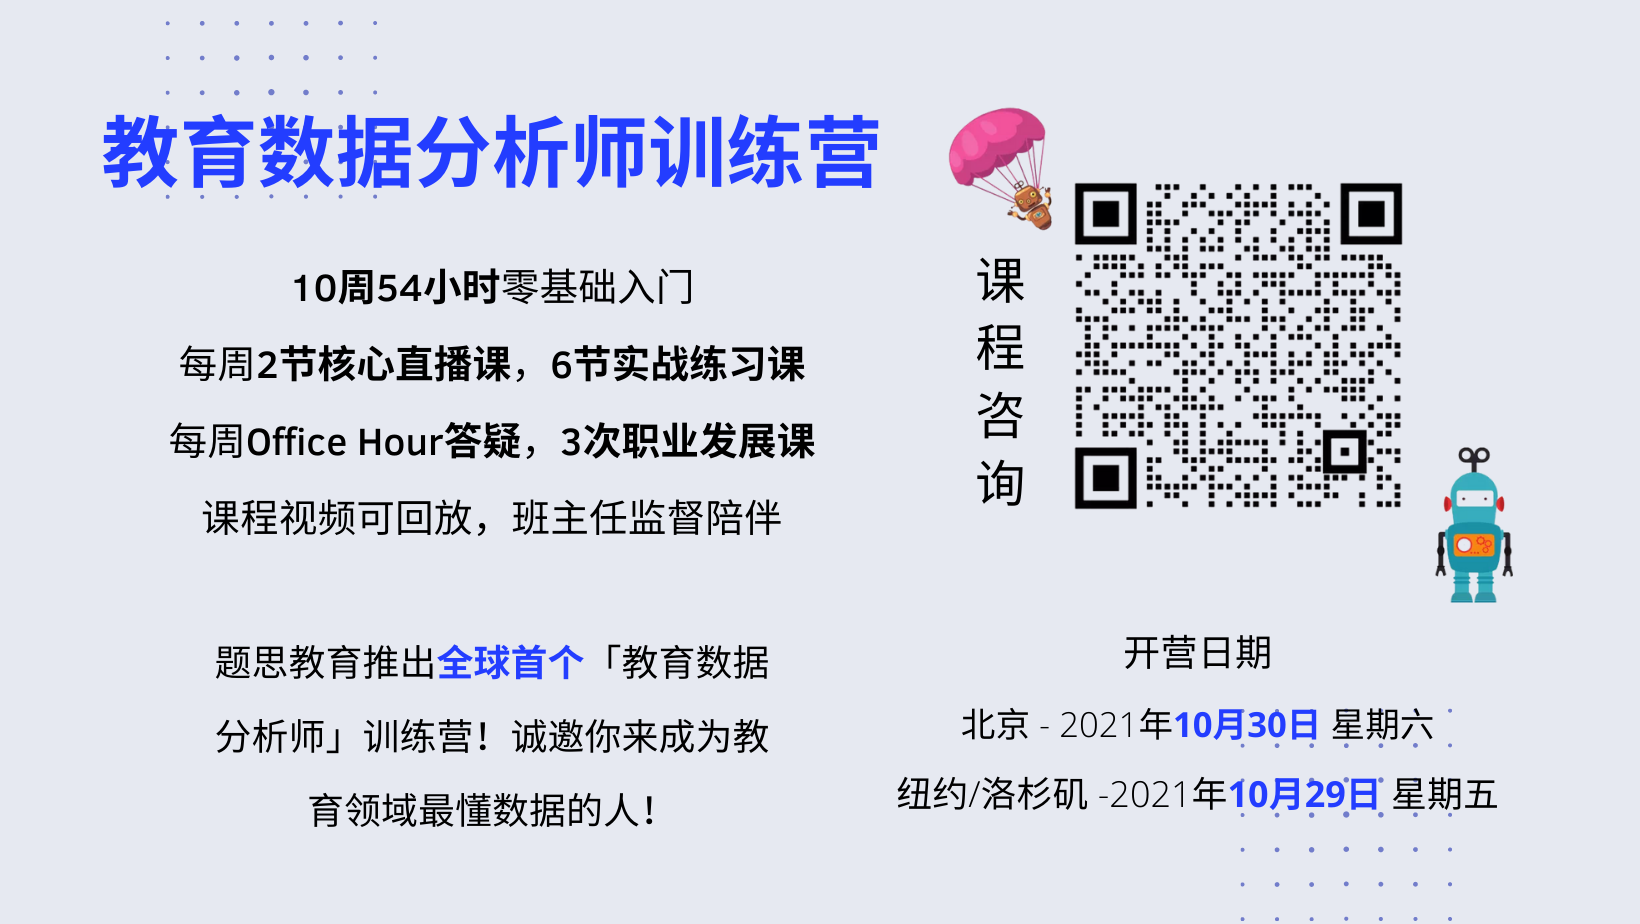 教育数据分析师训练营
10周54小时零基础入门
每周2节核心直播课，6节实战练习课
每周Office Hour答疑，3次职业发展课
课程视频可回放，班主任监督陪伴
题思教育推出全球首个「教育数据
分析师」训练营！诚邀你来成为教
育领域最懂数据的人！
课
程
咨
询
开营日期
北京 - 2021年10月30日 星期六
纽约/洛杉矶 -2021年10月29日 星期五